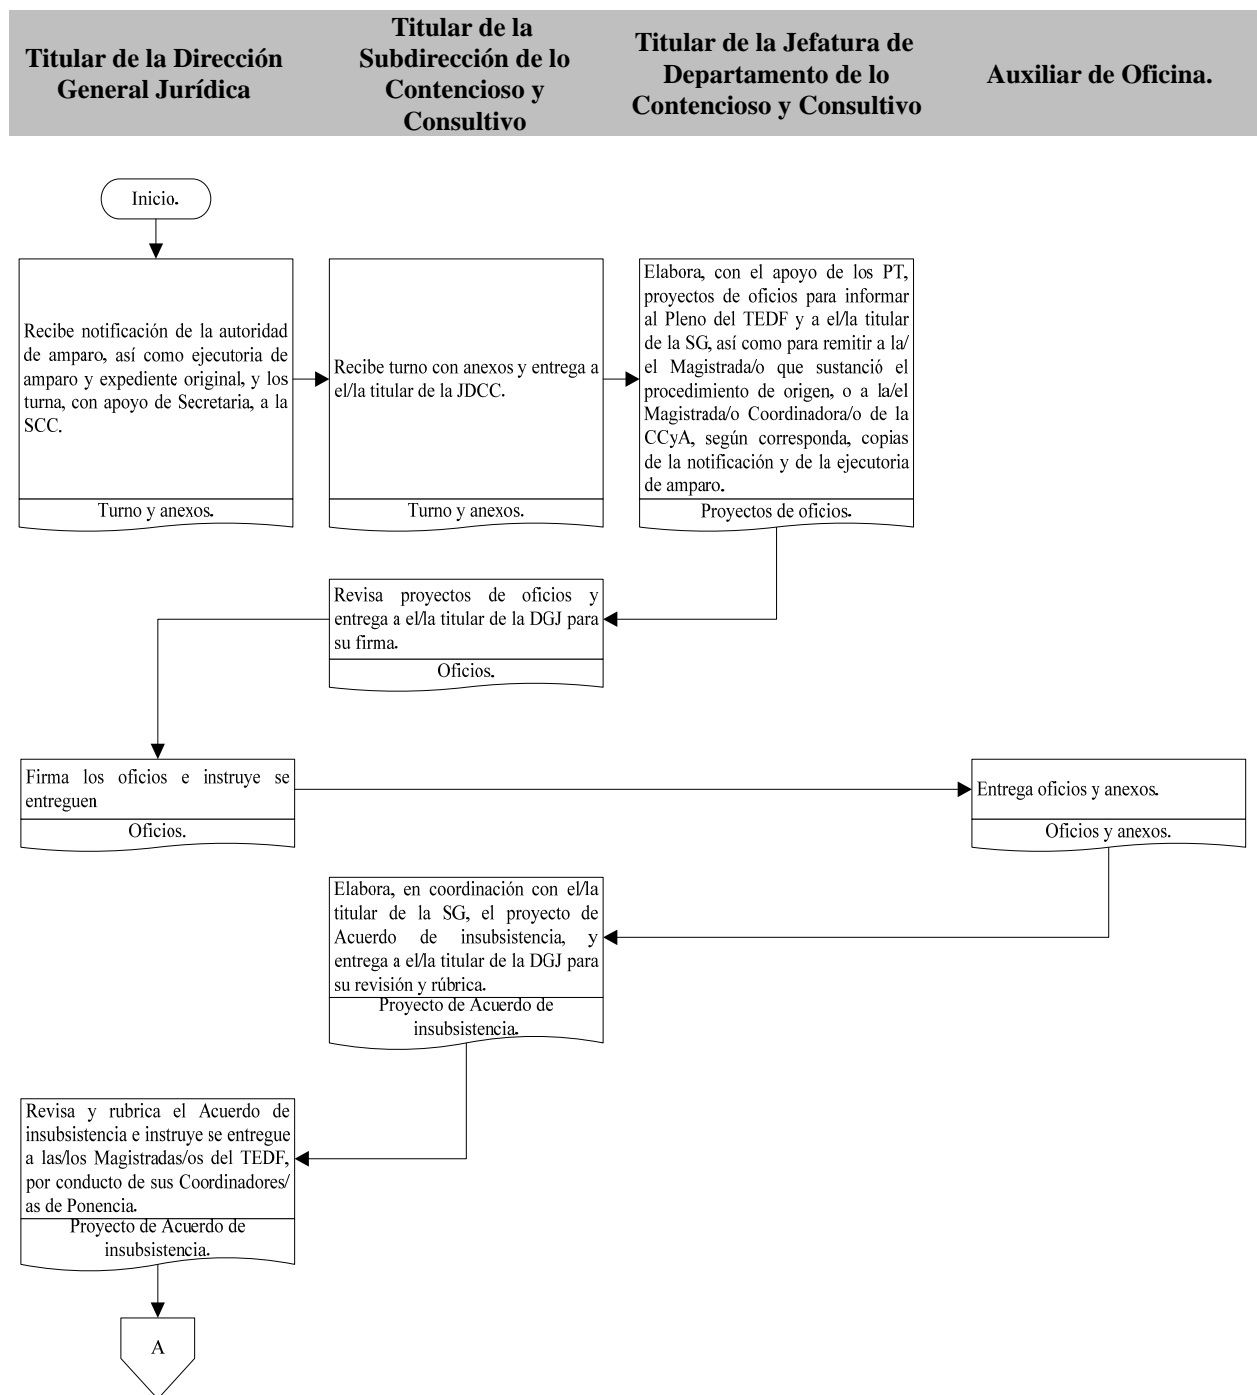 Titular de la Dirección
General Jurídica
Titular de la
Subdirección de lo
Contencioso y
Consultivo
Titular de la Jefatura de
Departamento de lo
Contencioso y Consultivo
Auxiliar de Oficina.
Inicio.
Recibe notificación de la autoridad
de amparo, así como ejecutoria de
amparo y expediente original, y los
turna, con apoyo de Secretaria, a la
SCC.
Turno y anexos.
Recibe turno con anexos y entrega a
el/la titular de la JDCC.
Turno y anexos.
Elabora, con el apoyo de los PT,
proyectos de oficios para informar
al Pleno del TEDF y a el/la titular
de la SG, así como para remitir a la/
el Magistrada/o que sustanció el
procedimiento de origen, o a la/el
Magistrada/o Coordinadora/o de la
CCyA, según corresponda, copias
de la notificación y de la ejecutoria
de amparo.
Proyectos de oficios.
Revisa proyectos de oficios y
entrega a el/la titular de la DGJ para
su firma.
Oficios.
Firma los oficios e instruye se
entreguen
Oficios.
Entrega oficios y anexos.
Oficios y anexos.
Elabora, en coordinación con el/la
titular de la SG, el proyecto de
Acuerdo de insubsistencia, y
entrega a el/la titular de la DGJ para
su revisión y rúbrica.
Proyecto de Acuerdo de
insubsistencia.
Revisa y rubrica el Acuerdo de
insubsistencia e instruye se entregue
a las/los Magistradas/os del TEDF,
por conducto de sus Coordinadores/
as de Ponencia.
Proyecto de Acuerdo de
insubsistencia.
A